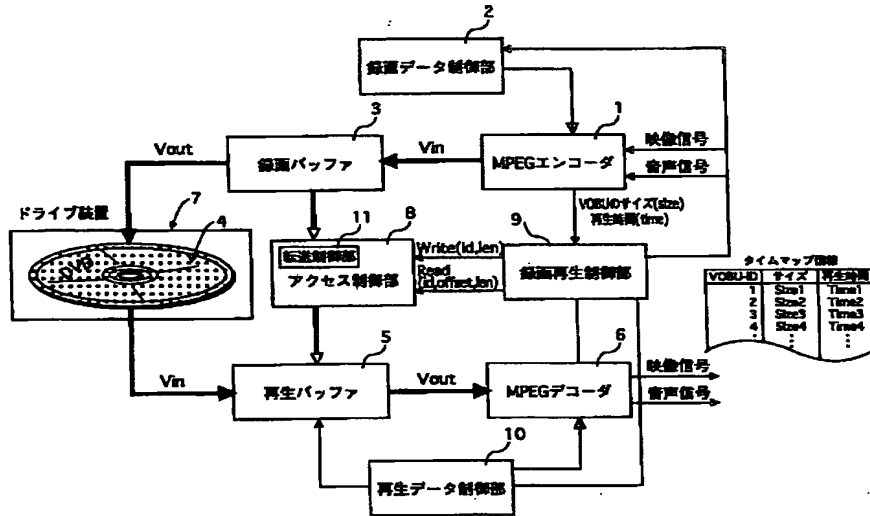 2
録画データ制御部
3
1
Vout
Vin
映像信号
音声信号
録画バッファ
MPEGエンコーダ
VOBUのサイズ(size)
再生時間(time)
ドライブ装置
7
4
11
8
9
転送制御部
アクセス制御部
Write(id,len)
Read
(id,offset,len)
録画再生制御部
タイムマップ情報
VOBU-ID サイズ 再生時間
1 Size1 Time1
2 Size2 Time2
3 Size3 Time3
4 Size4 Time4
5
6
Vin
再生バッファ
Vout
MPEGデコーダ
映像信号
音声信号
10
再生データ制御部